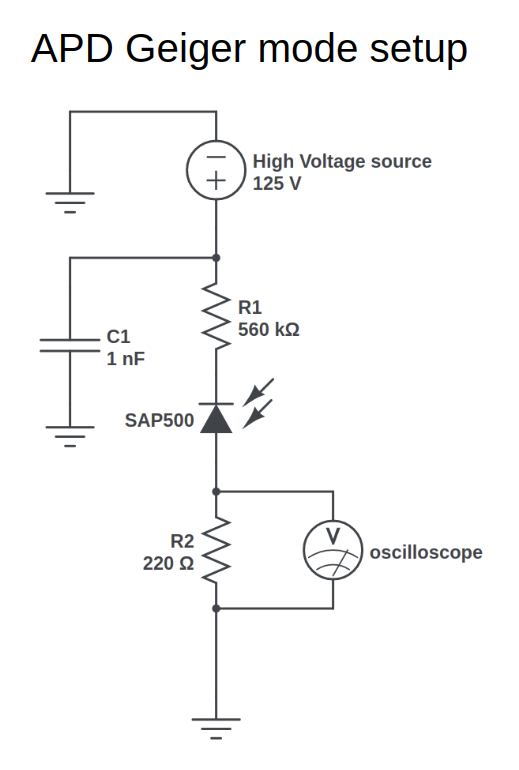 APD Geiger mode setup
High Voltage source
125 V
R1
560 kΩ
C1
1 nF
SAP500
R2
220 Ω
V
oscilloscope